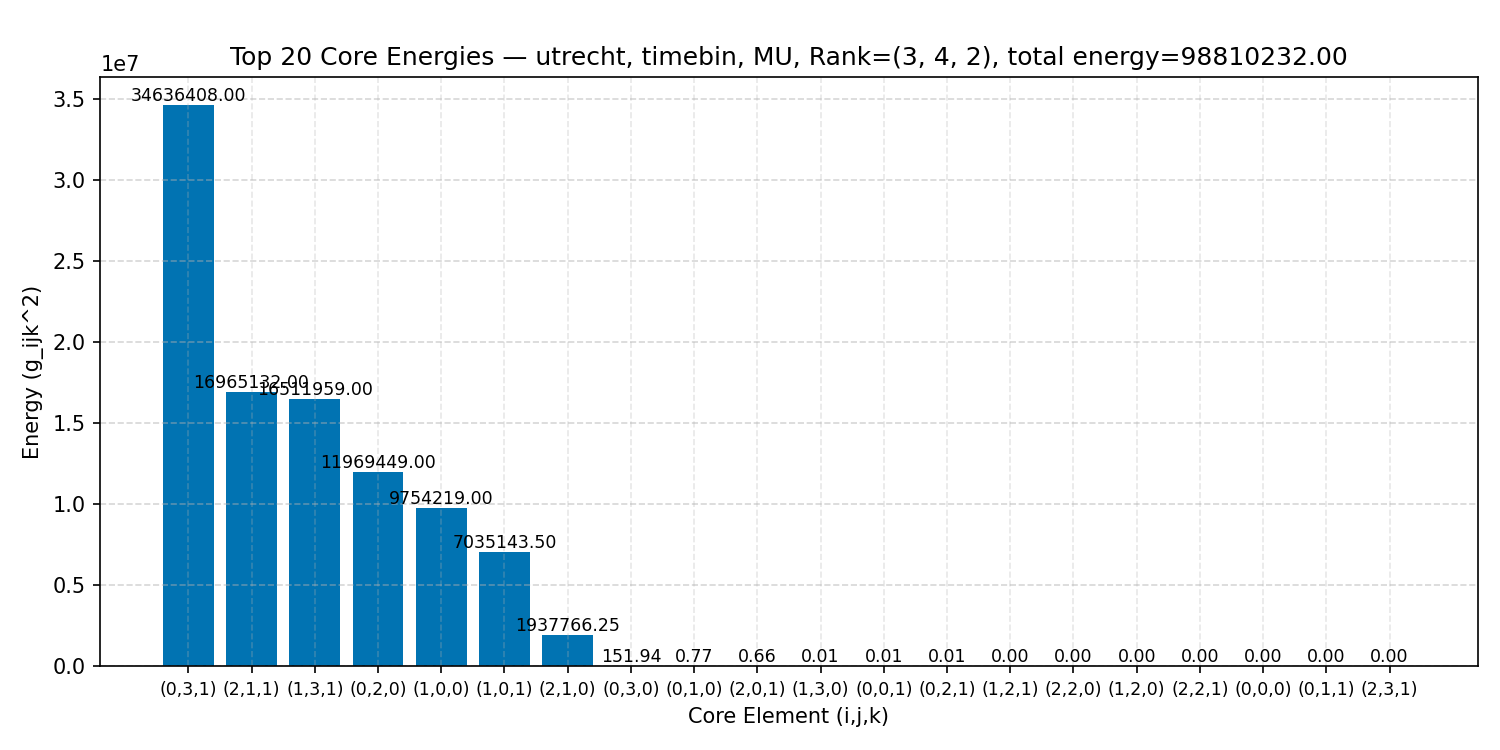 Top 20 Core Energies — utrecht, timebin, MU, Rank=(3, 4, 2), total energy=98810232.00
1e7
Energy (g_ijk^2)
3.5
3.0
2.5
2.0
1.5
1.0
0.5
0.0
34636408.00
16965132.00
16511959.00
11969449.00
9754219.00
7035143.50
1937766.25
151.94 0.77 0.66 0.01 0.01 0.01 0.00 0.00 0.00 0.00 0.00 0.00 0.00
(0,3,1) (2,1,1) (1,3,1) (0,2,0) (1,0,0) (1,0,1) (2,1,0) (0,3,0) (0,1,0) (2,0,1) (1,3,0) (0,0,1) (0,2,1) (1,2,1) (2,2,0) (1,2,0) (2,2,1) (0,0,0) (0,1,1) (2,3,1)
Core Element (i,j,k)